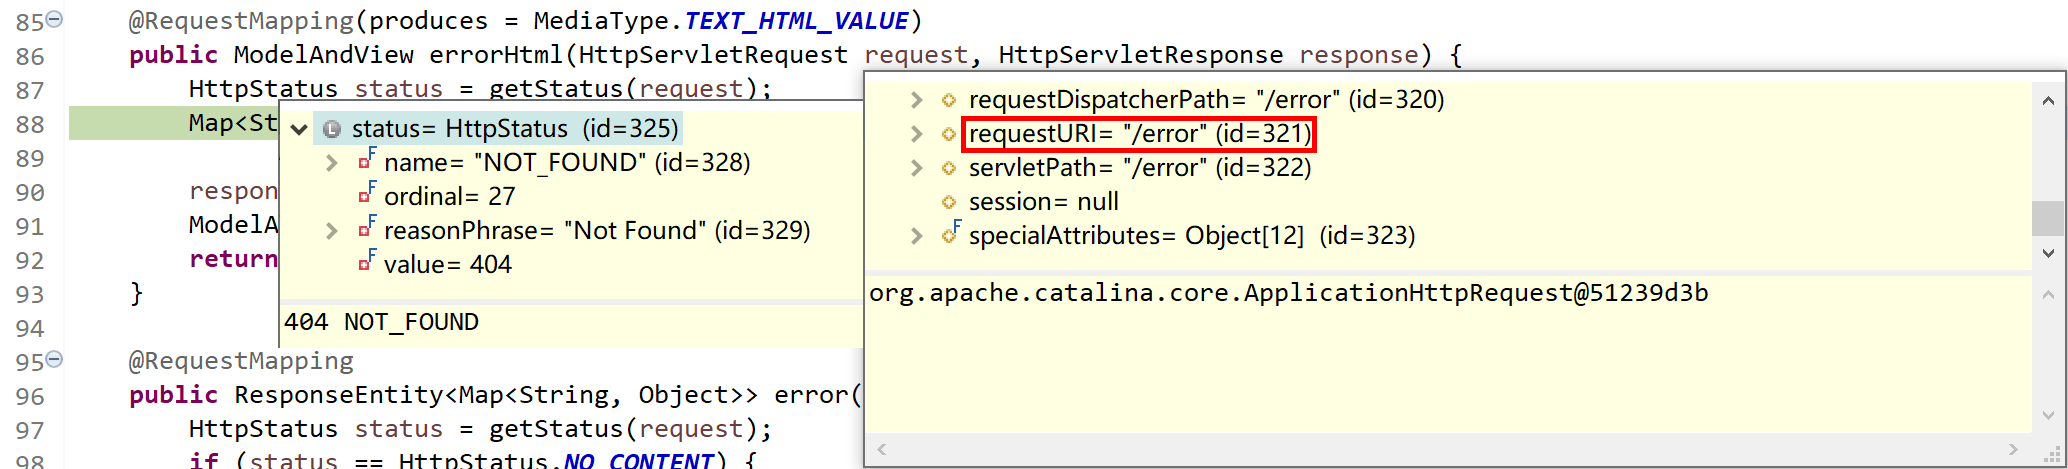 85 @RequestMapping(produces = MediaType.TEXT_HTML_VALUE)
86 public ModelAndView errorHtml(HttpServletRequest request, HttpServletResponse response) {
87 HttpStatus status = getStatus(request);
88 Map<St
89
90 respon
91 ModelA
92 return
93 }
94
95 @RequestMapping
96 public ResponseEntity<Map<String, Object>> error(
97 HttpStatus status = getStatus(request);
98 if (status == HttpStatus.NO_CONTENT) {
status= HttpStatus (id=325)
name= "NOT_FOUND" (id=328)
ordinal= 27
reasonPhrase= "Not Found" (id=329)
value= 404
404 NOT_FOUND
requestDispatcherPath= "/error" (id=320)
requestURI= "/error" (id=321)
servletPath= "/error" (id=322)
session= null
specialAttributes= Object[12] (id=323)
org.apache.catalina.core.ApplicationHttpRequest@51239d3b